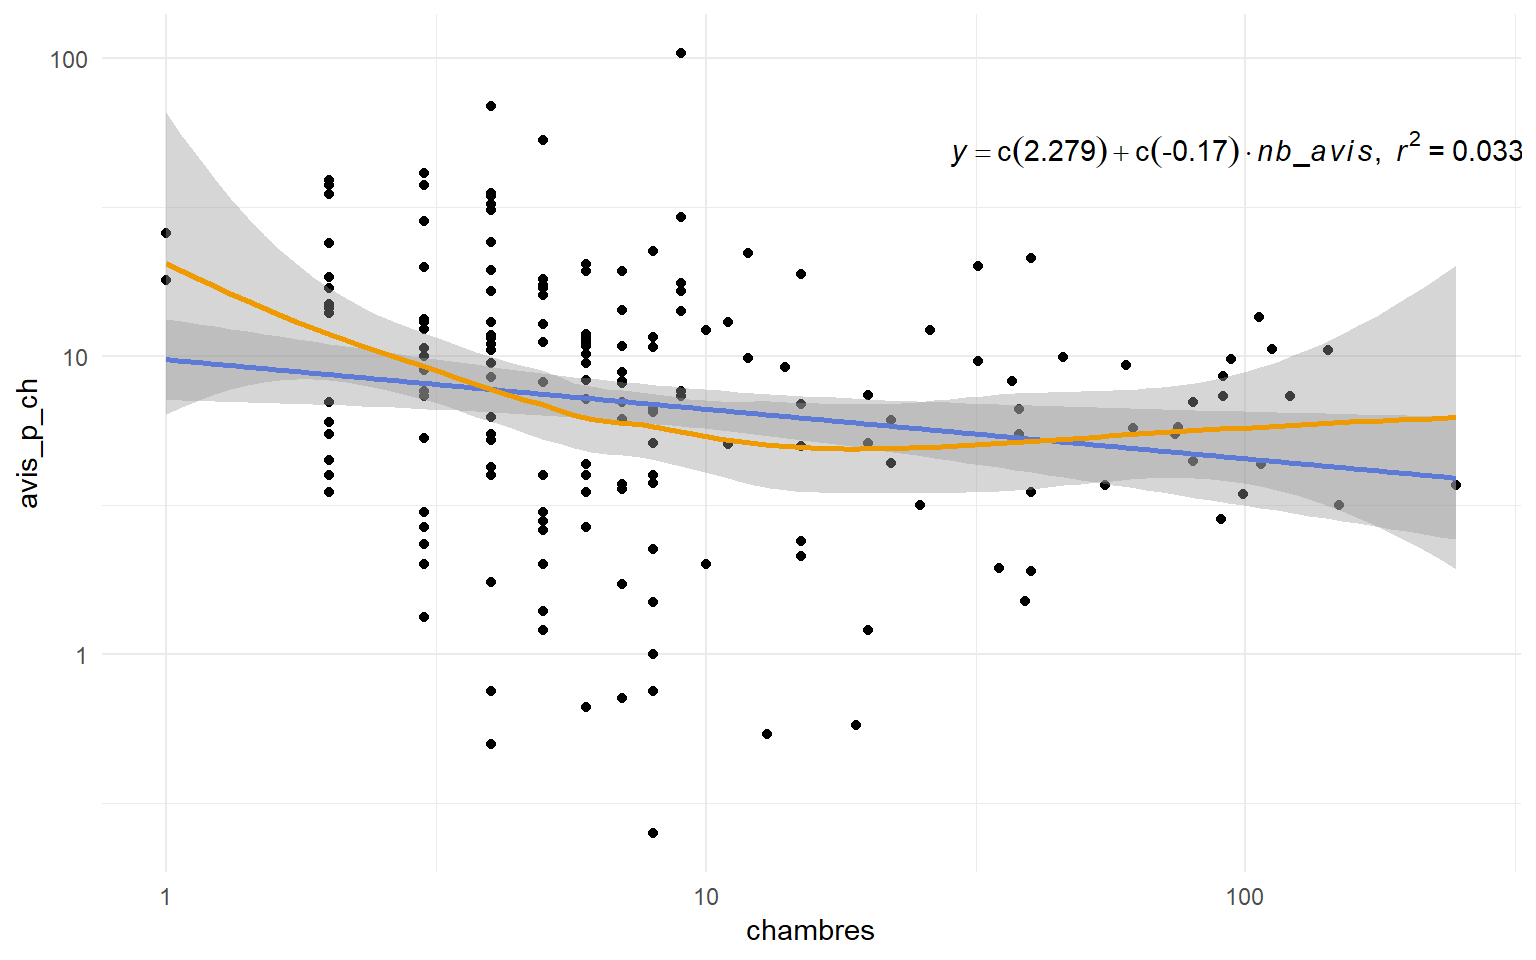 100
y = c(2.279) + c(-0.17) · nb_avis, r² = 0.033
10
avis_p_ch
1
1 10 100
chambres